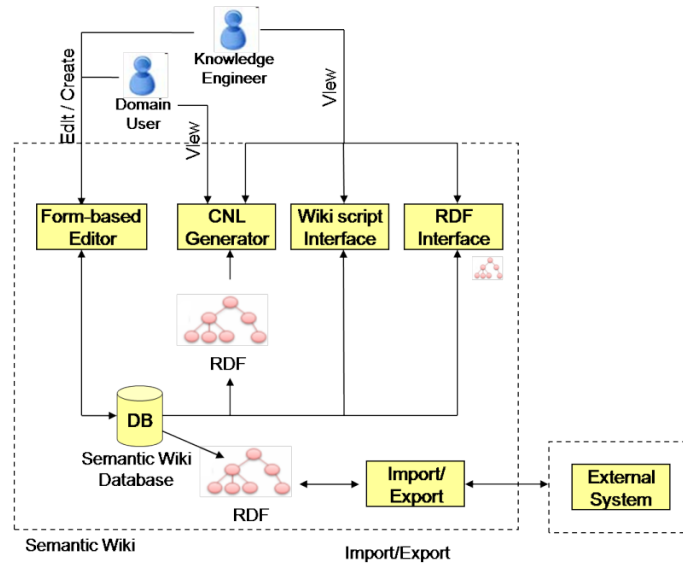 Knowledge
Engineer
Domain
User
Edit / Create
View
View
Form-based
Editor
CNL
Generator
Wiki script
Interface
RDF
Interface
RDF
DB
Semantic Wiki
Database
RDF
Import/
Export
External
System
Semantic Wiki
Import/Export